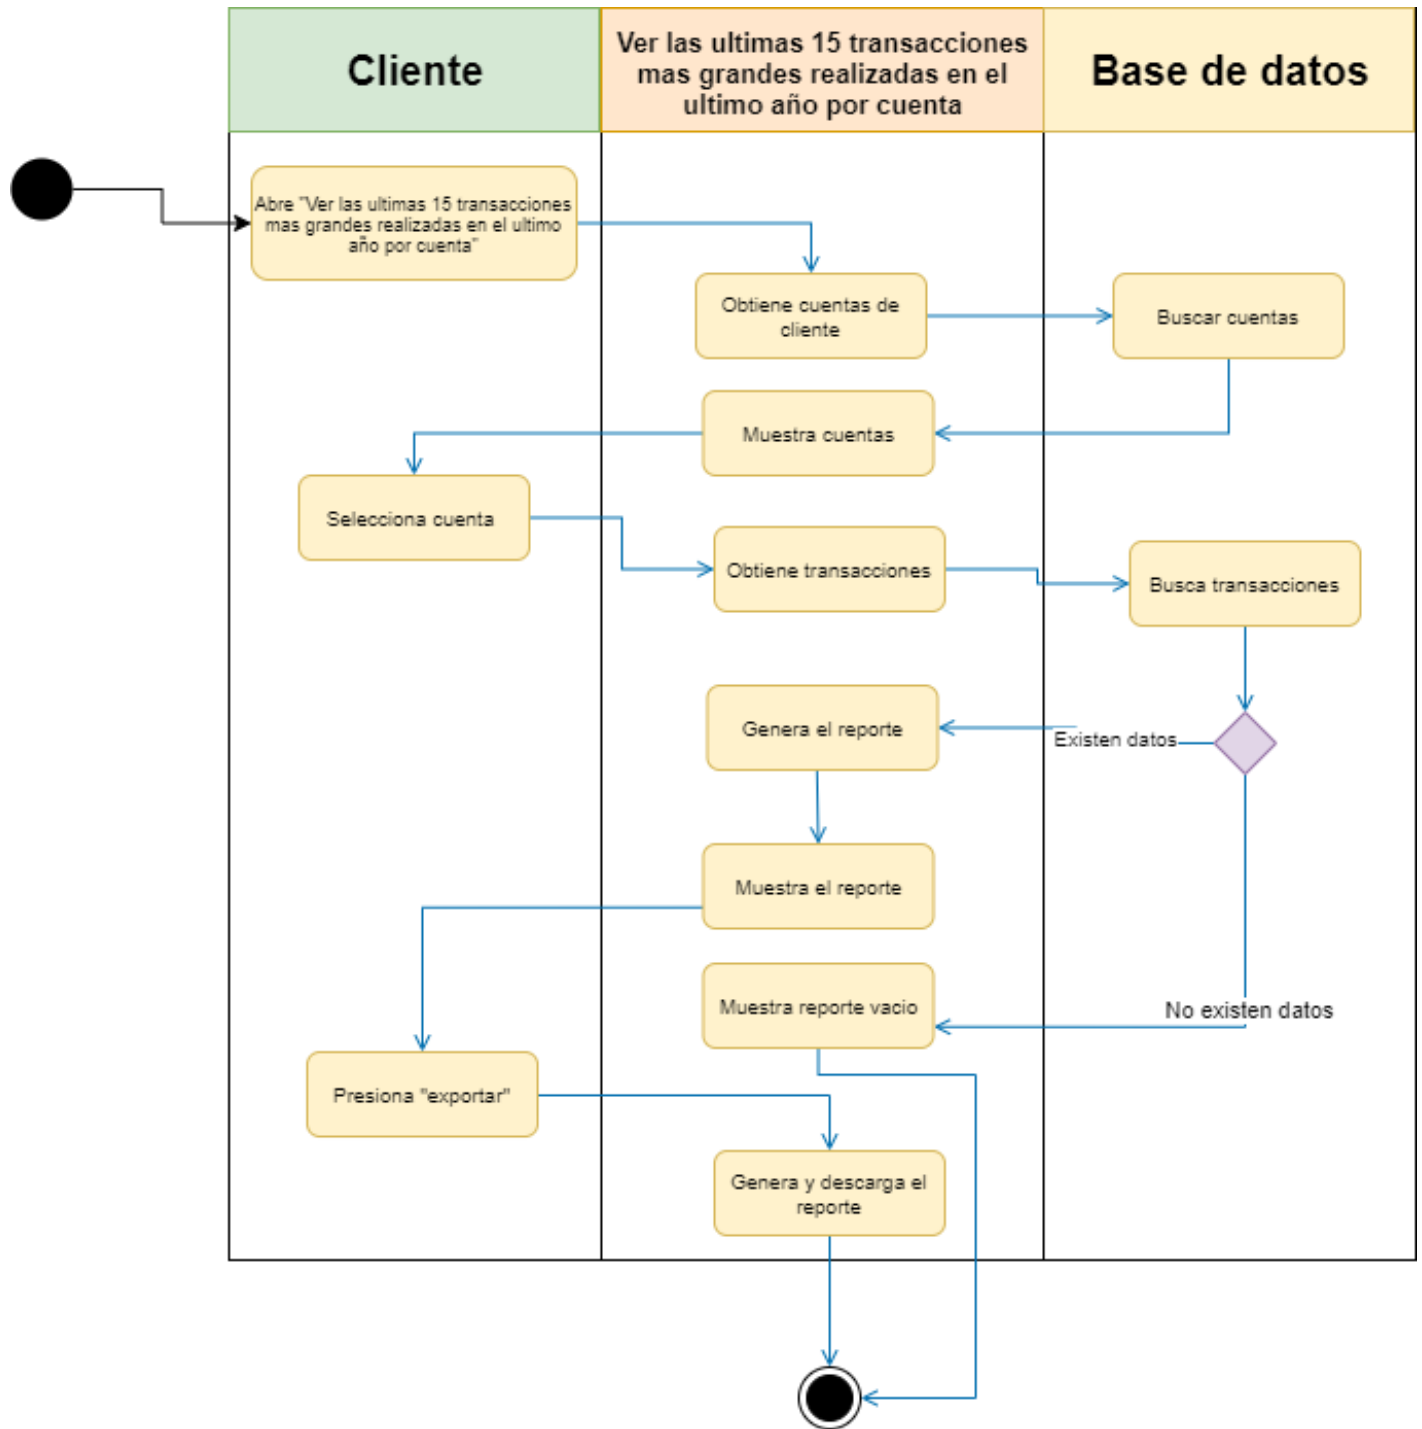 Cliente
Ver las ultimas 15 transacciones
mas grandes realizadas en el
ultimo año por cuenta
Base de datos
Abre "Ver las ultimas 15 transacciones
mas grandes realizadas en el ultimo
año por cuenta"
Obtiene cuentas de
cliente
Buscar cuentas
Muestra cuentas
Selecciona cuenta
Obtiene transacciones
Busca transacciones
Genera el reporte
Existen datos
Muestra el reporte
Muestra reporte vacio
No existen datos
Presiona "exportar"
Genera y descarga el
reporte